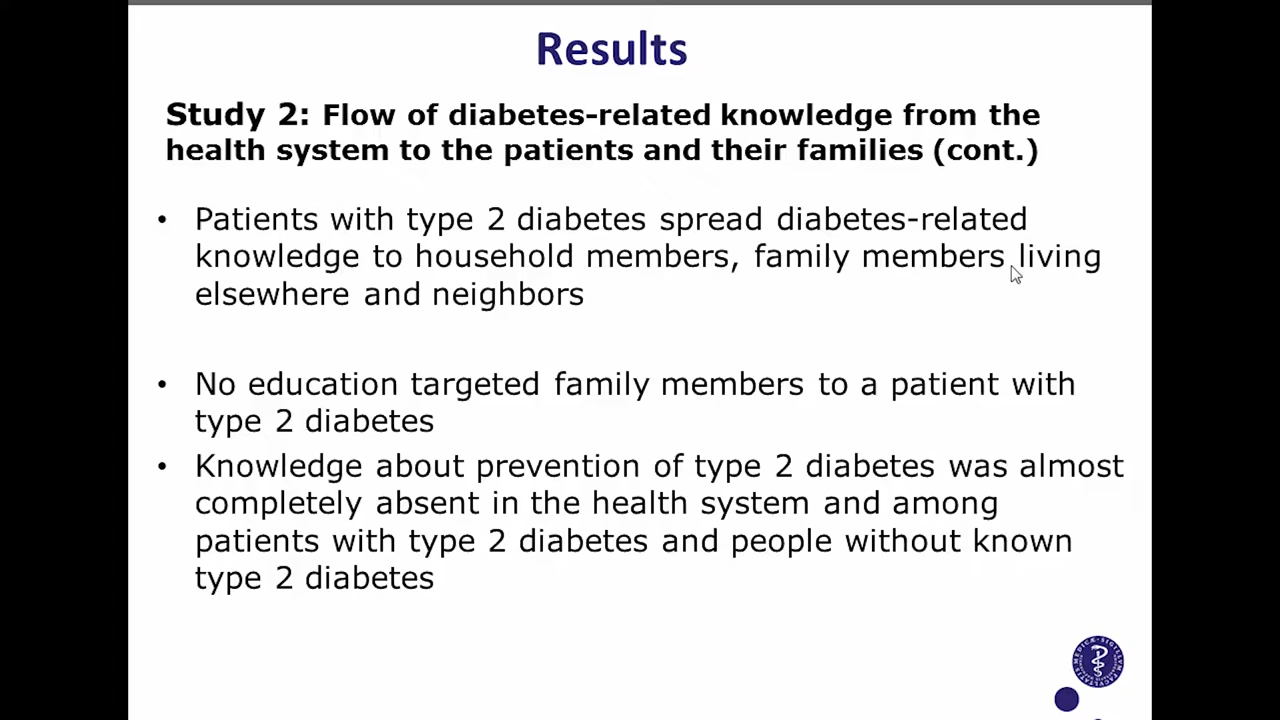 Results
Study 2: Flow of diabetes-related knowledge from the
health system to the patients and their families (cont.)
• Patients with type 2 diabetes spread diabetes-related
knowledge to household members, family members living
elsewhere and neighbors
• No education targeted family members to a patient with
type 2 diabetes
• Knowledge about prevention of type 2 diabetes was almost
completely absent in the health system and among
patients with type 2 diabetes and people without known
type 2 diabetes